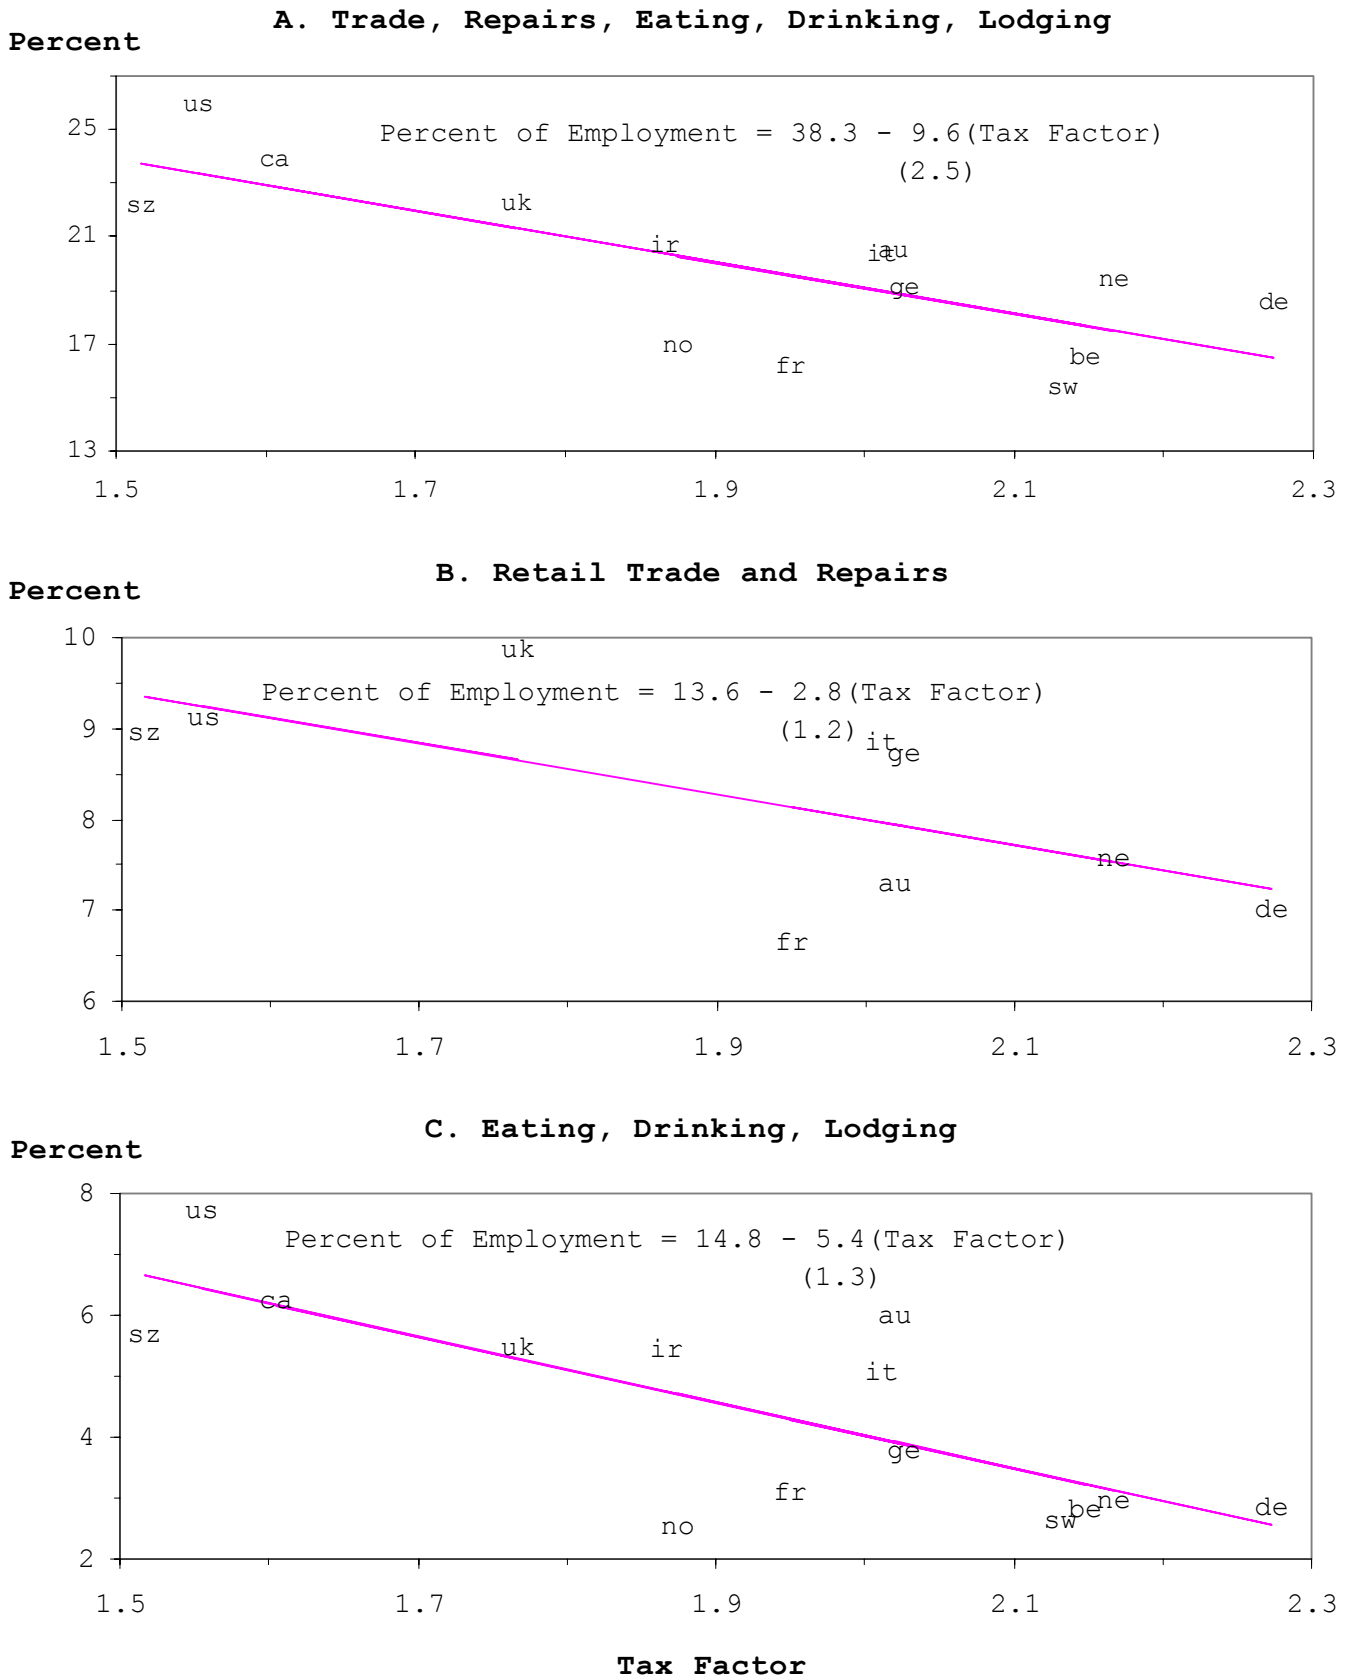 A. Trade, Repairs, Eating, Drinking, Lodging
Percent
us
25
Percent of Employment = 38.3 - 9.6(Tax Factor)
ca
(2.5)
sz
uk
21
ir
it
au
ge
ne
de
17
no
be
fr
sw
13
1.5 1.7 1.9 2.1 2.3
B. Retail Trade and Repairs
Percent
10
uk
Percent of Employment = 13.6 - 2.8(Tax Factor)
us
9
sz
(1.2)
it
ge
8
ne
au
7
de
fr
6
1.5 1.7 1.9 2.1 2.3
C. Eating, Drinking, Lodging
Percent
8
us
Percent of Employment = 14.8 - 5.4(Tax Factor)
(1.3)
ca
6
au
sz
uk
ir
it
4
ge
fr
ne
be
de
sw
no
2
1.5 1.7 1.9 2.1 2.3
Tax Factor